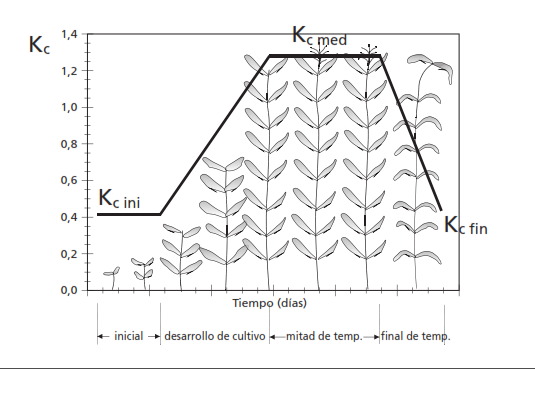 Kc
1,4
1,2
1,0
0,8
0,6
0,4
0,2
0,0
Kc med
Kc ini
Kc fin
Tiempo (días)
inicial desarrollo de cultivo mitad de temp. final de temp.